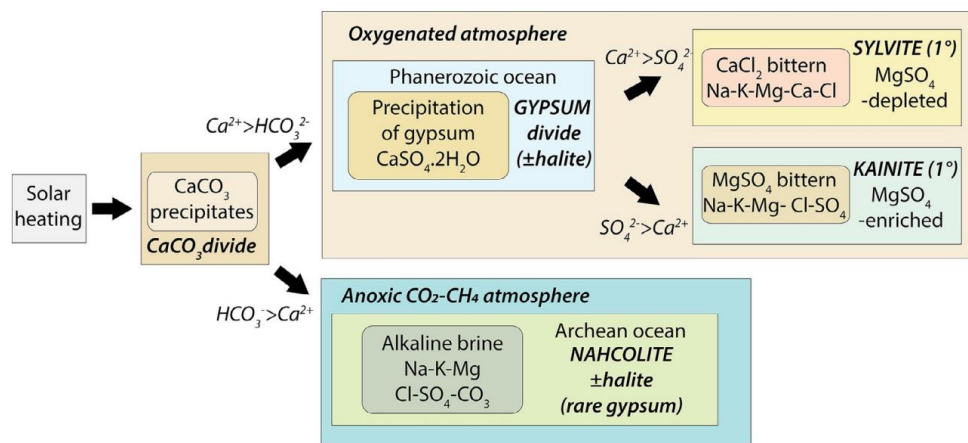 Solar
heating
CaCO₃
precipitates
CaCO₃divide
Ca²⁺>HCO₃²⁻
HCO₃⁻>Ca²⁺
Oxygenated atmosphere
Phanerozoic ocean
Precipitation
of gypsum
CaSO₄.2H₂O
GYPSUM
divide
(±halite)
Ca²⁺>SO₄²⁻
SO₄²⁻>Ca²⁺
CaCl₂ bittern
Na-K-Mg-Ca-Cl
SYLVITE (1°)
MgSO₄
-depleted
MgSO₄ bittern
Na-K-Mg- Cl-SO₄
KAINITE (1°)
MgSO₄
-enriched
Anoxic CO₂-CH₄ atmosphere
Alkaline brine
Na-K-Mg
Cl-SO₄-CO₃
Archean ocean
NAHCOLITE
±halite
(rare gypsum)